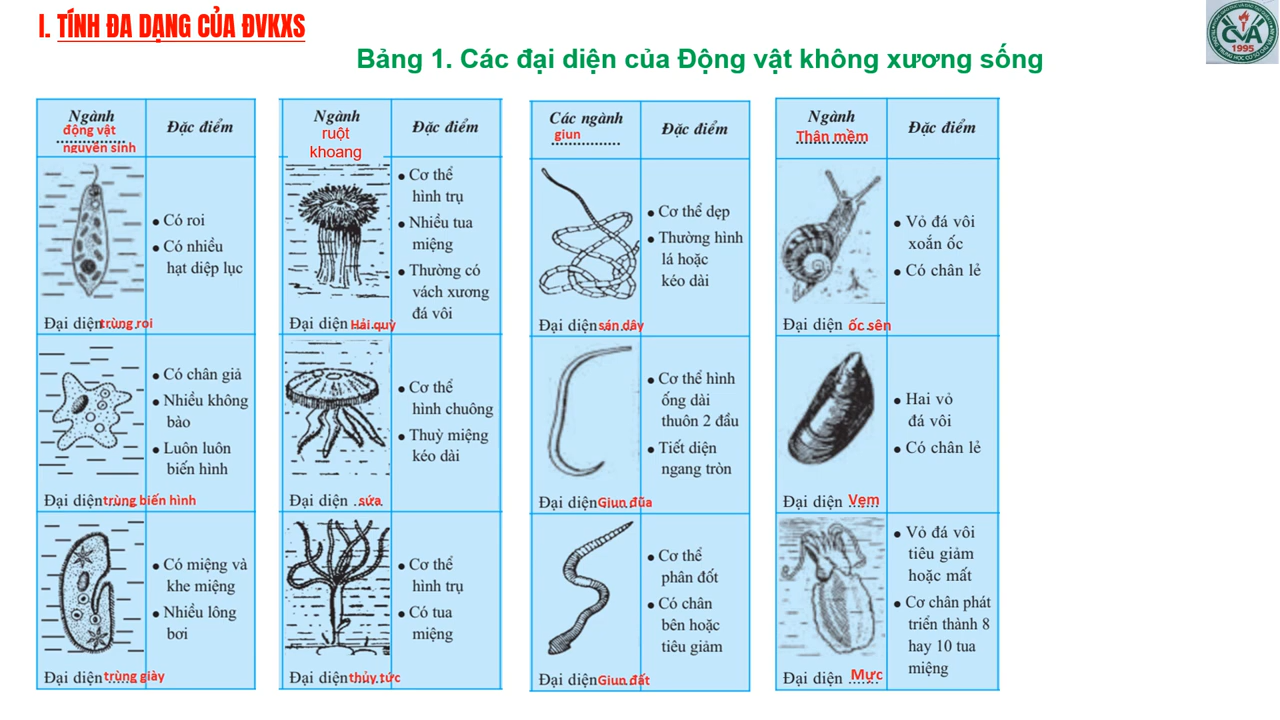 I. TÍNH ĐA DẠNG CỦA ĐVKXS
CVA
1995
Bảng 1. Các đại diện của Động vật không xương sống
Ngành
động vật
nguyên sinh
Đặc điểm
• Có roi
• Có nhiều
hạt diệp lục
Đại diện trùng roi
• Có chân giả
• Nhiều không
bào
• Luôn luôn
biến hình
Đại diện trùng biến hình
• Có miệng và
khe miệng
• Nhiều lông
bơi
Đại diện trùng giày
Ngành
ruột
khoang
Đặc điểm
• Cơ thể
hình trụ
• Nhiều tua
miệng
• Thường có
vách xương
đá vôi
Đại diện Hải quỳ
• Cơ thể
hình chuông
• Thuỳ miệng
kéo dài
Đại diện sứa
• Cơ thể
hình trụ
• Có tua
miệng
Đại diện thủy tức
Các ngành
giun
Đặc điểm
• Cơ thể dẹp
• Thường hình
lá hoặc
kéo dài
Đại diện sán dây
• Cơ thể hình
ống dài
thuôn 2 đầu
• Tiết diện
ngang tròn
Đại diện Giun đũa
• Cơ thể
phân đốt
• Có chân
bên hoặc
tiêu giảm
Đại diện Giun đất
Ngành
Thân mềm
Đặc điểm
• Vỏ đá vôi
xoắn ốc
• Có chân lẻ
Đại diện ốc sên
• Hai vỏ
đá vôi
• Có chân lẻ
Đại diện Vẹm
• Vỏ đá vôi
tiêu giảm
hoặc mất
• Cơ chân phát
triển thành 8
hay 10 tua
miệng
Đại diện Mực